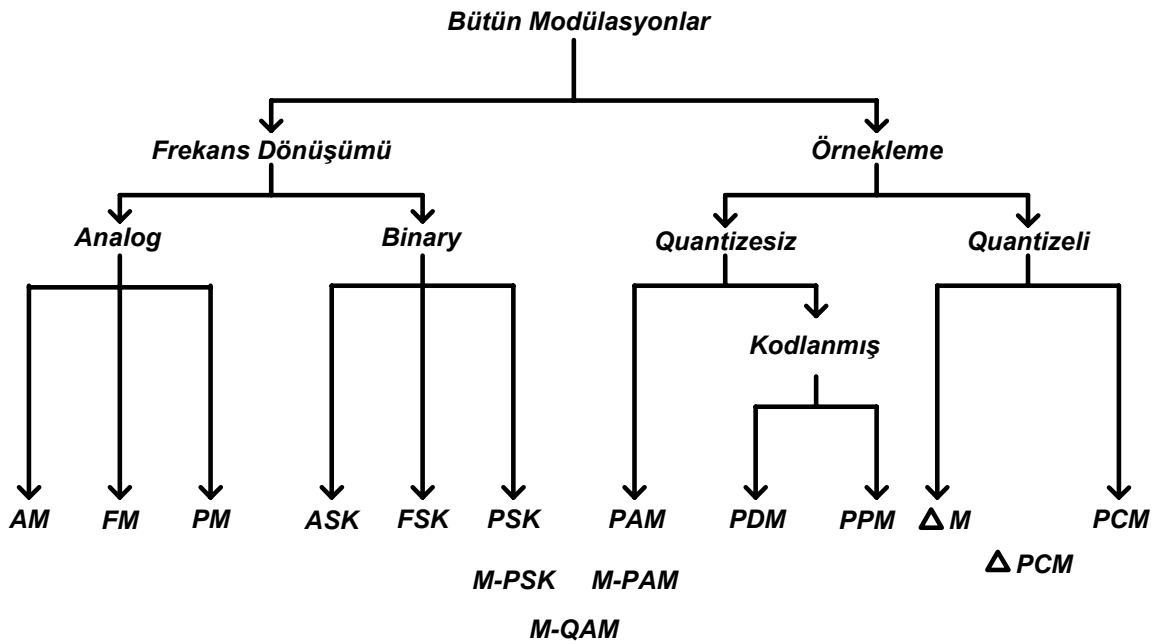 Bütün Modülasyonlar
Frekans Dönüşümü
Örnekleme
Analog
Binary
Quantizesiz
Quantizeli
Kodlanmış
AM
FM
PM
ASK
FSK
PSK
PAM
PDM
PPM
Δ M
PCM
Δ PCM
M-PSK
M-PAM
M-QAM